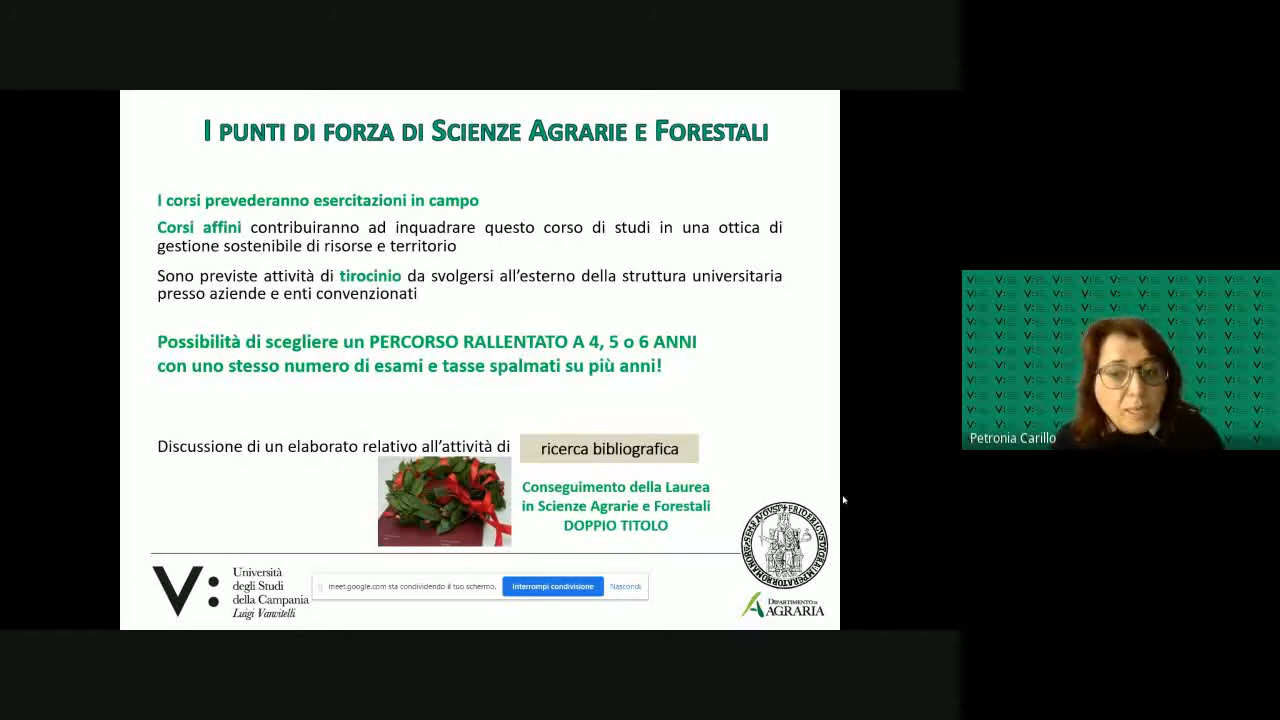 I PUNTI DI FORZA DI SCIENZE AGRARIE E FORESTALI
I corsi prevederanno esercitazioni in campo
Corsi affini contribuiranno ad inquadrare questo corso di studi in una ottica di
gestione sostenibile di risorse e territorio
Sono previste attività di tirocinio da svolgersi all'esterno della struttura universitaria
presso aziende e enti convenzionati
Possibilità di scegliere un PERCORSO RALLENTATO A 4, 5 o 6 ANNI
con uno stesso numero di esami e tasse spalmati su più anni!
Discussione di un elaborato relativo all'attività di
ricerca bibliografica
Conseguimento della Laurea
in Scienze Agrarie e Forestali
DOPPIO TITOLO
V:
Università
degli Studi
della Campania
Luigi Vanvitelli
meet.google.com sta condividendo il tuo schermo.
Interrompi condivisione
Nascondi
DIPARTIMENTO DI
AGRARIA
Petronia Carillo